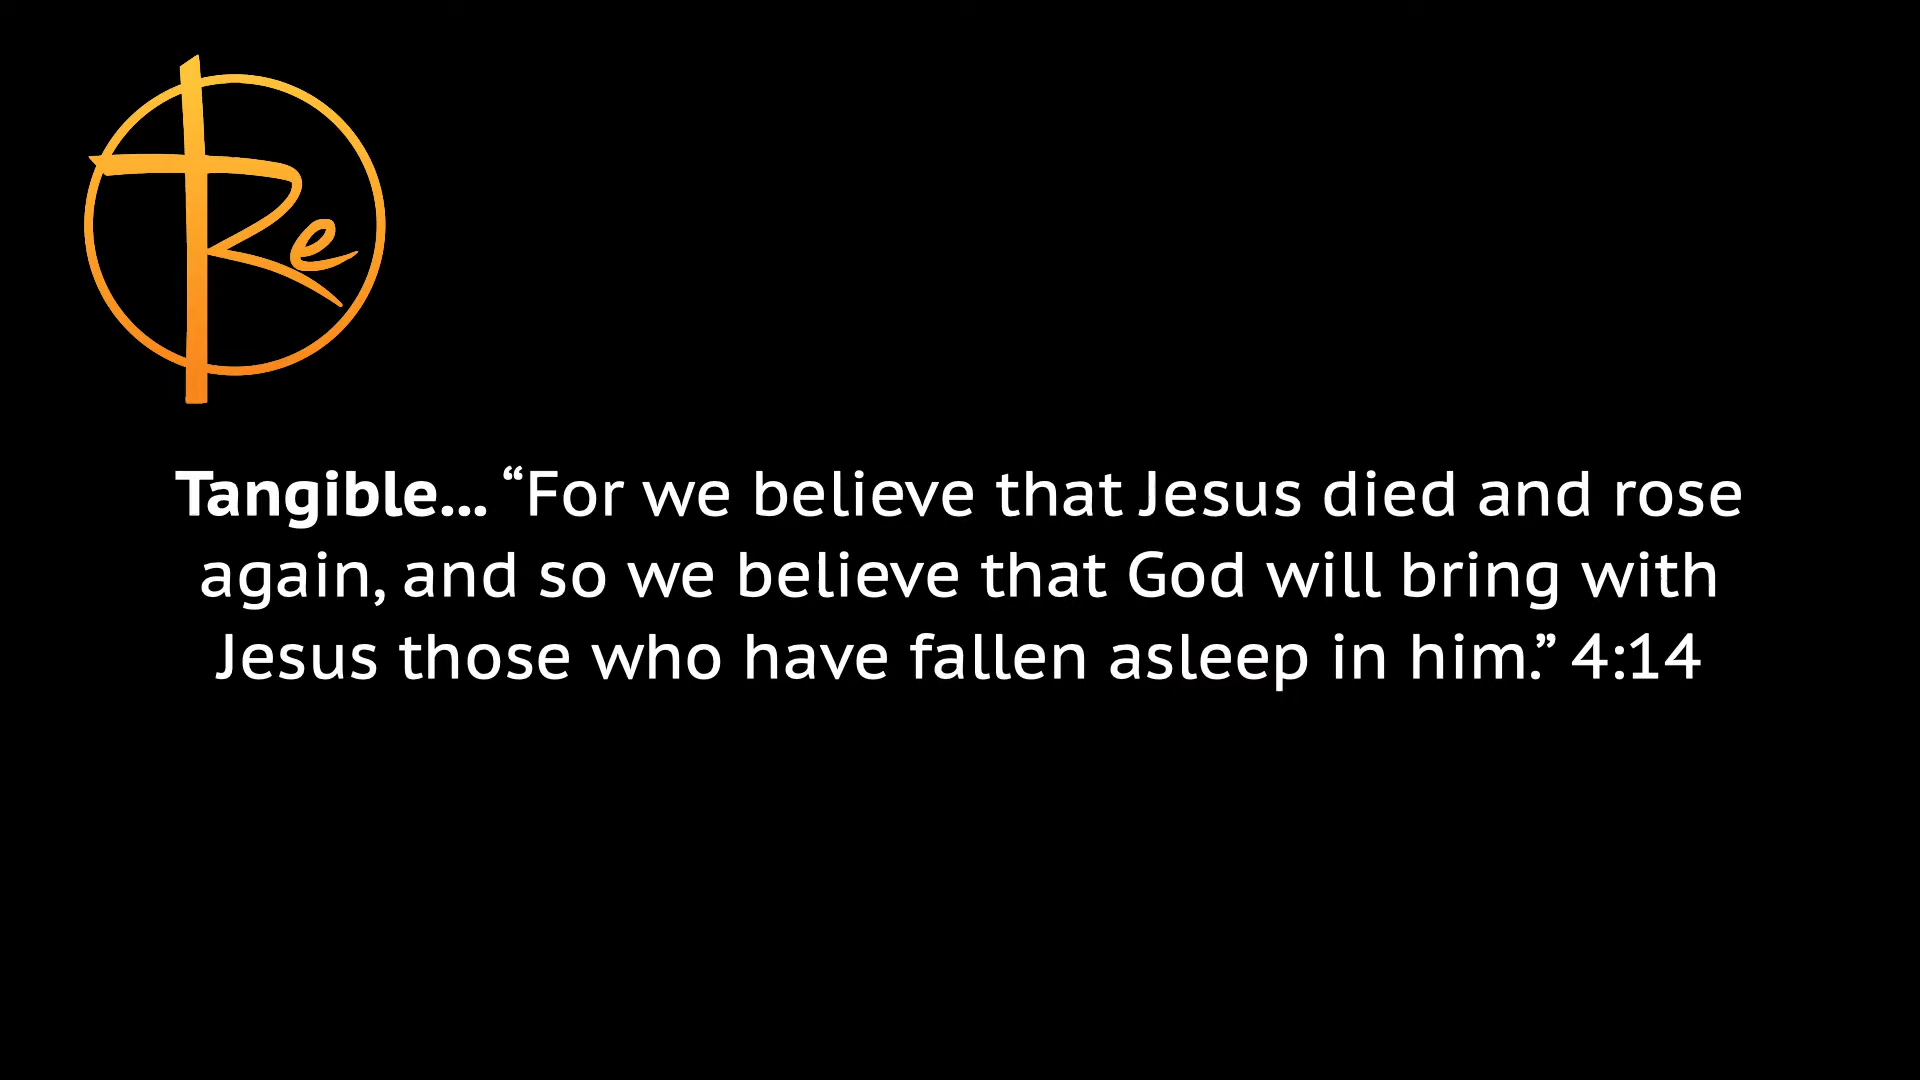 Re
Tangible... “For we believe that Jesus died and rose
again, and so we believe that God will bring with
Jesus those who have fallen asleep in him.” 4:14